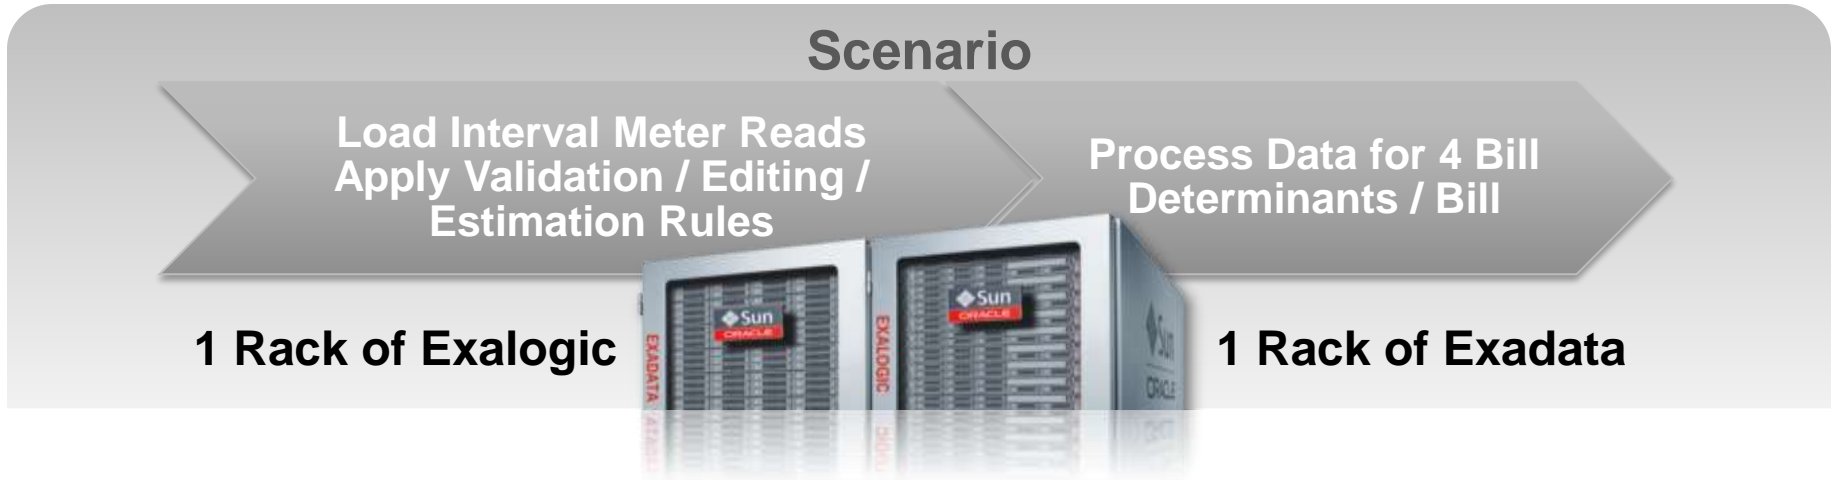 Scenario
Load Interval Meter Reads
Apply Validation / Editing /
Estimation Rules
Process Data for 4 Bill
Determinants / Bill
1 Rack of Exalogic
EXADATA
Sun
ORACLE
EXALOGIC
Sun
ORACLE
Sun
ORACLE
1 Rack of Exadata